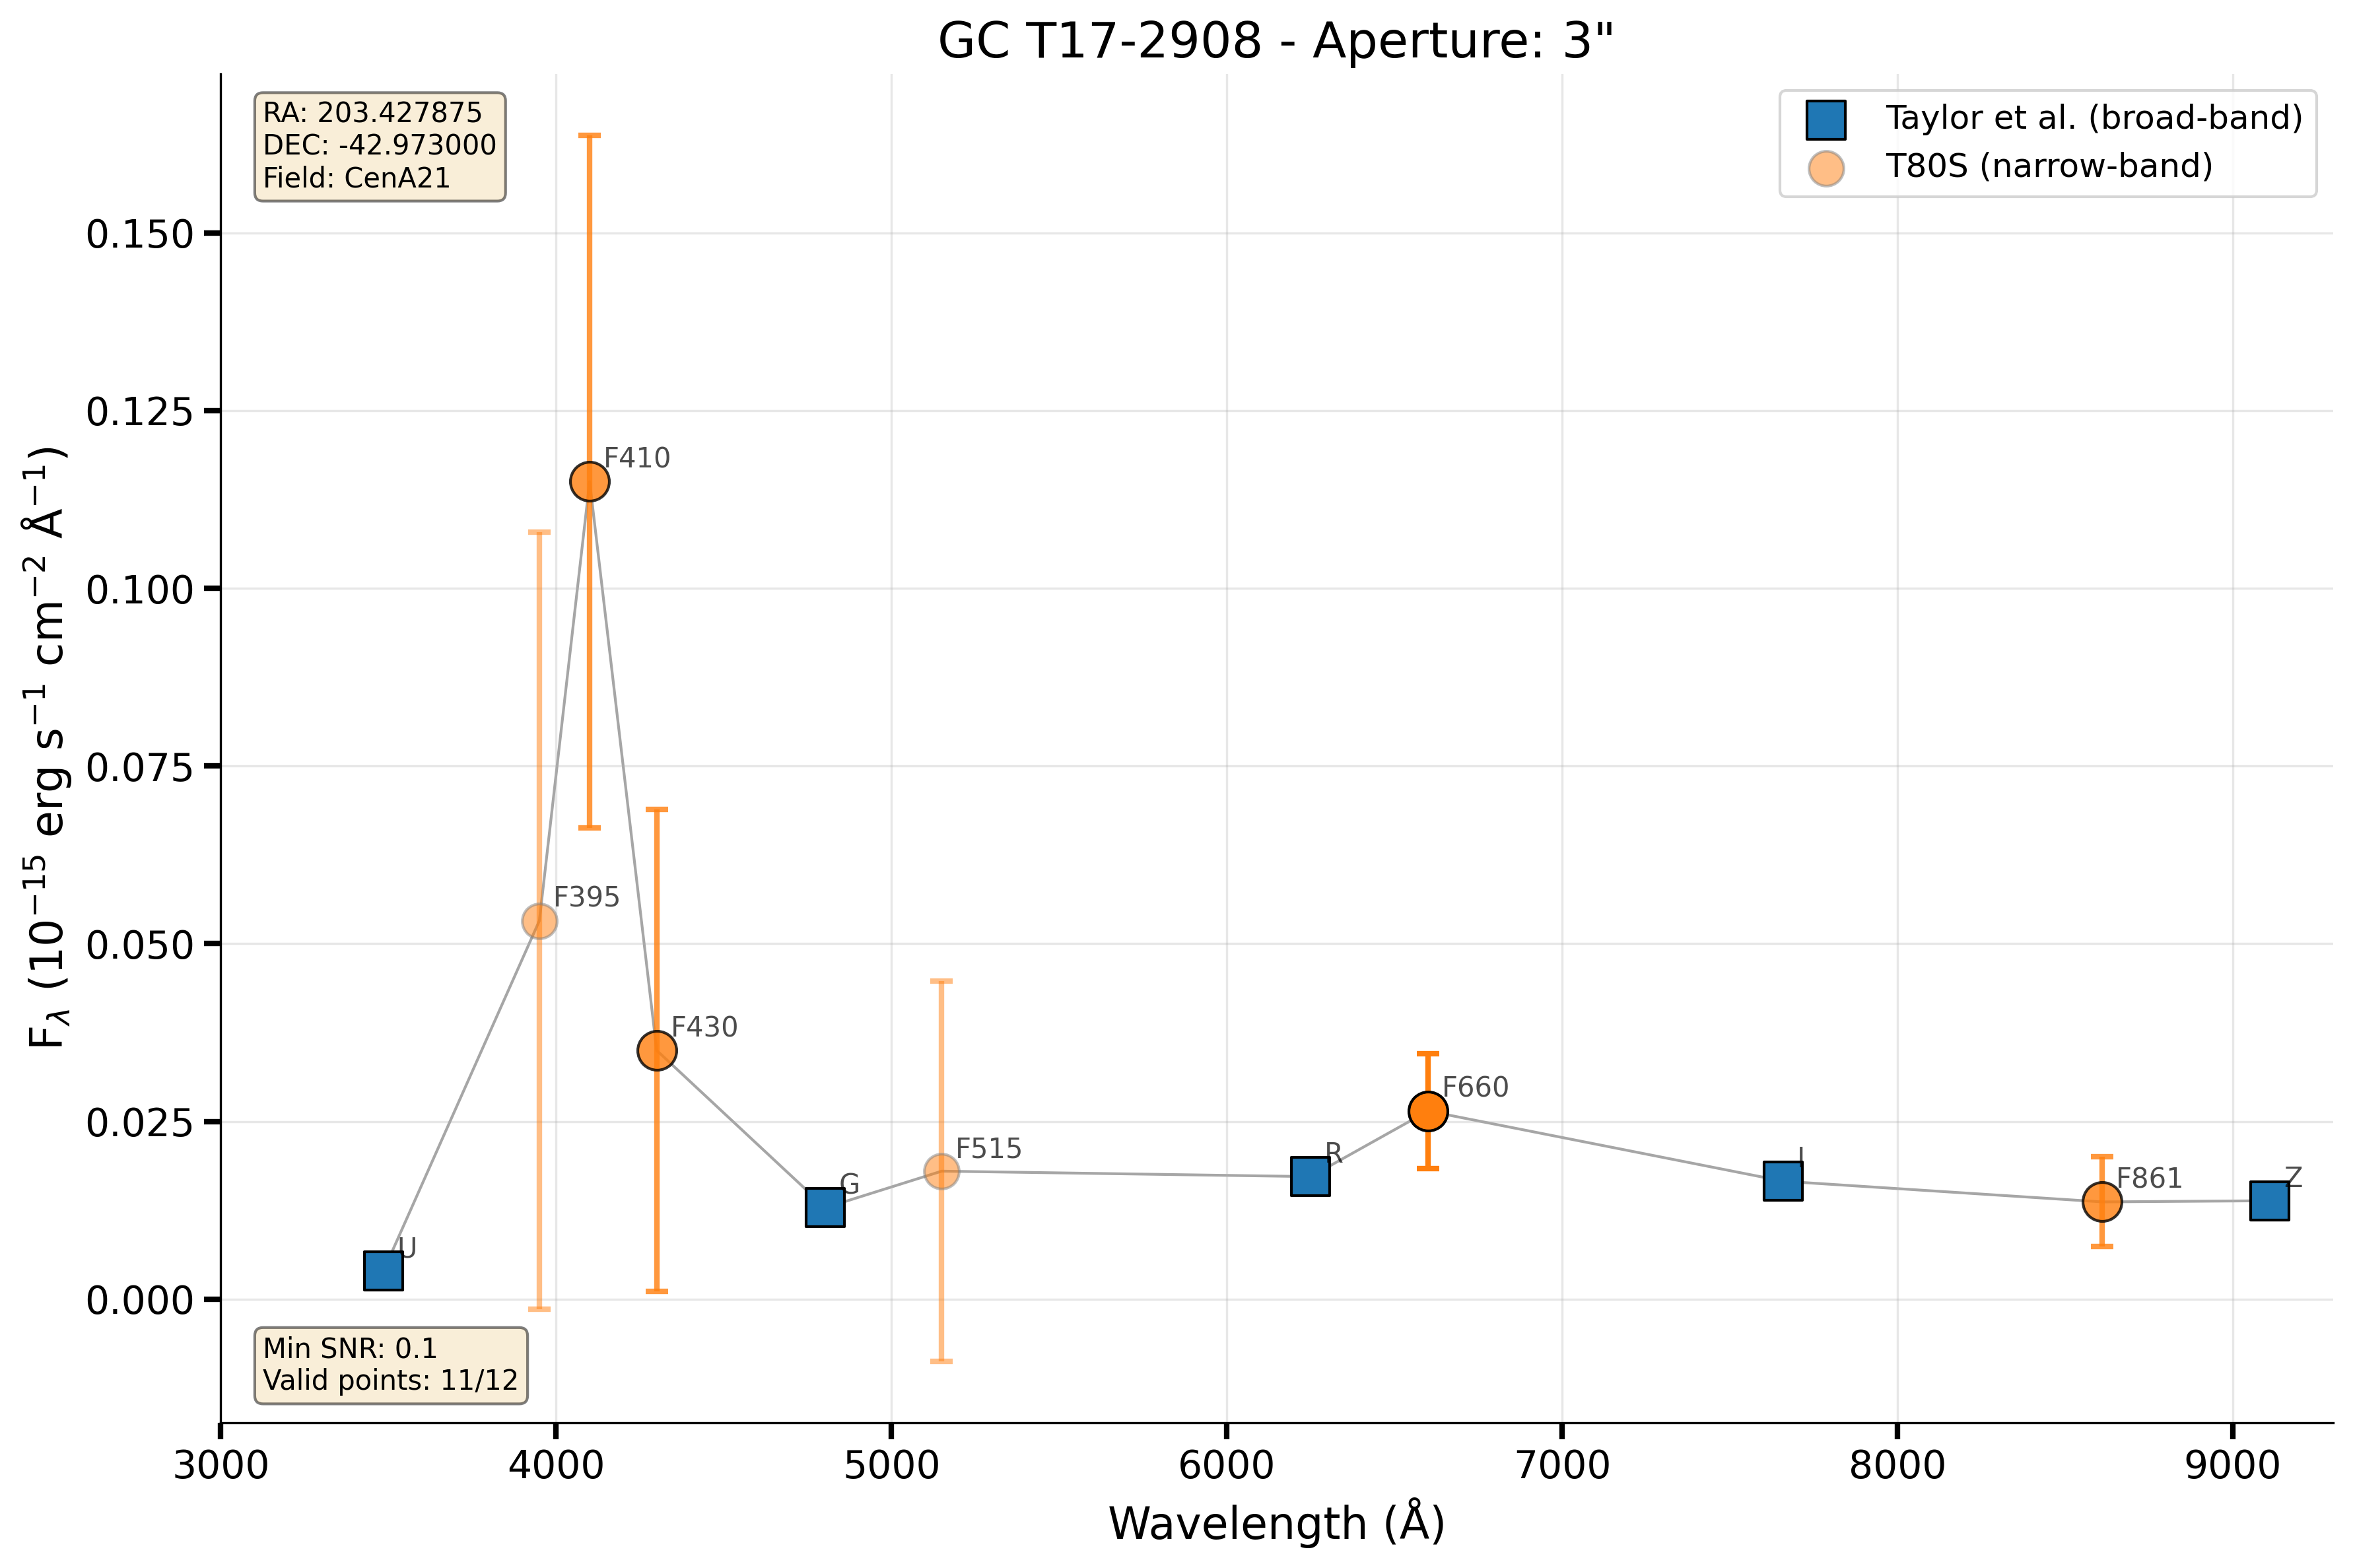 GC T17-2908 - Aperture: 3"
RA: 203.427875
DEC: -42.973000
Field: CenA21
Taylor et al. (broad-band)
T80S (narrow-band)
F_λ (10⁻¹⁵ erg s⁻¹ cm⁻² Å⁻¹)
0.150
0.125
0.100
0.075
0.050
0.025
0.000
U
F395
F410
F430
G
F515
R
F660
I
F861
Z
Min SNR: 0.1
Valid points: 11/12
3000 4000 5000 6000 7000 8000 9000
Wavelength (Å)